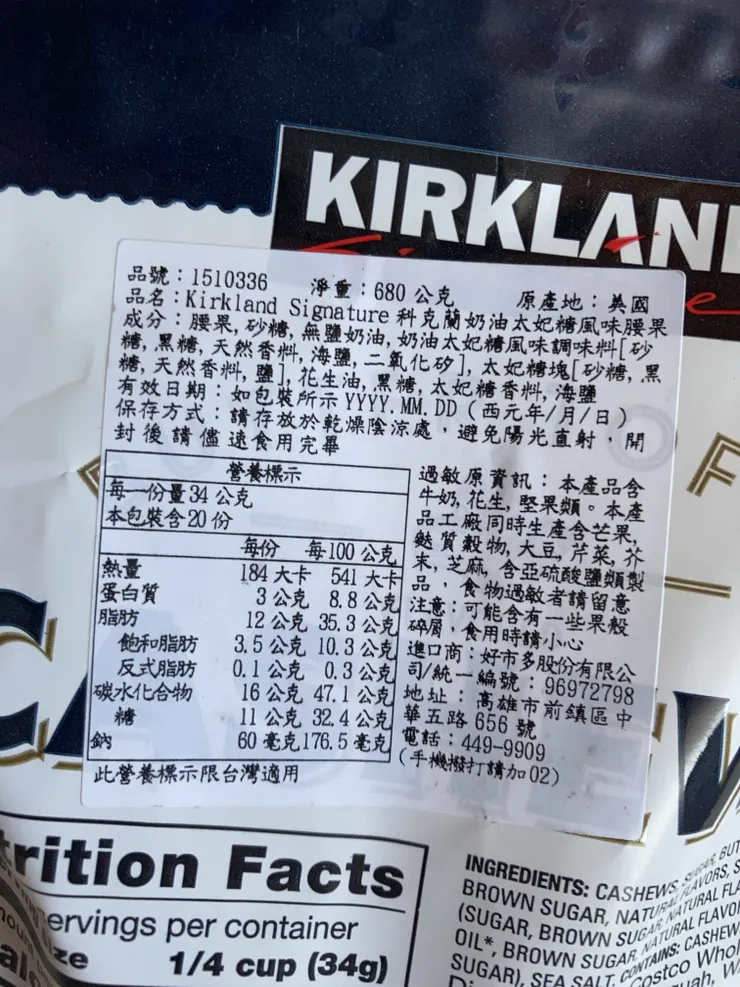 KIRKLAN
品號：1510336 淨重：680 公克 原產地：美國
品名：Kirkland Signature 科克蘭奶油太妃糖風味腰果
成分：腰果, 砂糖, 無鹽奶油, 奶油太妃糖風味調味料[砂
糖, 黑糖, 天然香料, 海鹽, 二氧化矽], 太妃糖塊[砂糖, 黑
糖, 天然香料, 鹽], 花生油, 黑糖, 太妃糖香料, 海鹽
有效日期：如包裝所示 YYYY.MM.DD（西元年/月/日）
保存方式：請存放於乾燥陰涼處，避免陽光直射，開
封後請儘速食用完畢
營養標示
每一份量 34 公克
本包裝含 20 份
每份 每 100 公克
熱量 184 大卡 541 大卡
蛋白質 3 公克 8.8 公克
脂肪 12 公克 35.3 公克
飽和脂肪 3.5 公克 10.3 公克
反式脂肪 0.1 公克 0.3 公克
碳水化合物 16 公克 47.1 公克
糖 11 公克 32.4 公克
鈉 60 毫克 176.5 毫克
此營養標示限台灣適用
過敏原資訊：本產品含
牛奶, 花生, 堅果類。本產
品工廠同時生產含芒果,
麩質穀物, 大豆, 芹菜, 芥
末, 芝麻, 含亞硫酸鹽類製
品，食物過敏者請留意
注意：可能含有一些果殼
碎屑，食用時請小心
進口商：好市多股份有限公
司/統一編號：96972798
地址：高雄市前鎮區中
華五路 656 號
電話：449-9909
（手機撥打請加 02）
trition Facts
servings per container
ze 1/4 cup (34g)
INGREDIENTS: CASHEWS, SUGAR, BUT
BROWN SUGAR, NATURAL FLAVORS, S
(SUGAR, BROWN SUGAR, NATURAL FLA
OIL*, BROWN SUGAR, NATURAL FLAVO
SUGAR), SEA SALT. CONTAINS: CASHEW
Costco Whol